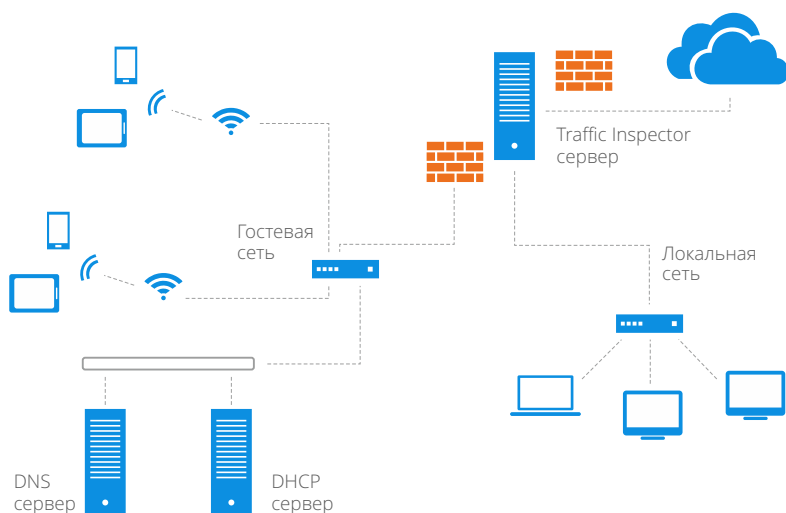 Traffic Inspector
сервер
Гостевая
сеть
Локальная
сеть
DNS
сервер
DHCP
сервер